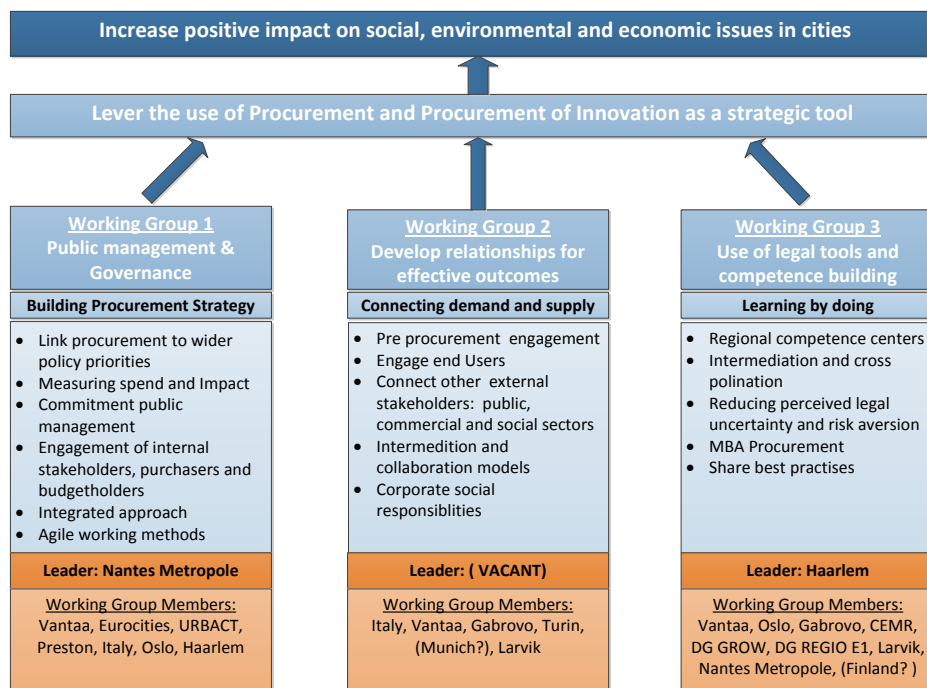 Increase positive impact on social, environmental and economic issues in cities
Lever the use of Procurement and Procurement of Innovation as a strategic tool
Working Group 1
Public management &
Governance
Building Procurement Strategy
• Link procurement to wider
policy priorities
• Measuring spend and Impact
• Commitment public
management
• Engagement of internal
stakeholders, purchasers and
budgetholders
• Integrated approach
• Agile working methods
Leader: Nantes Metropole
Working Group Members:
Vantaa, Eurocities, URBACT,
Preston, Italy, Oslo, Haarlem
Working Group 2
Develop relationships for
effective outcomes
Connecting demand and supply
• Pre procurement engagement
• Engage end Users
• Connect other external
stakeholders: public,
commercial and social sectors
• Intermedition and
collaboration models
• Corporate social
responsiblities
Leader: ( VACANT)
Working Group Members:
Italy, Vantaa, Gabrovo, Turin,
(Munich?), Larvik
Working Group 3
Use of legal tools and
competence building
Learning by doing
• Regional competence centers
• Intermediation and cross
polination
• Reducing perceived legal
uncertainty and risk aversion
• MBA Procurement
• Share best practises
Leader: Haarlem
Working Group Members:
Vantaa, Oslo, Gabrovo, CEMR,
DG GROW, DG REGIO E1, Larvik,
Nantes Metropole, (Finland? )